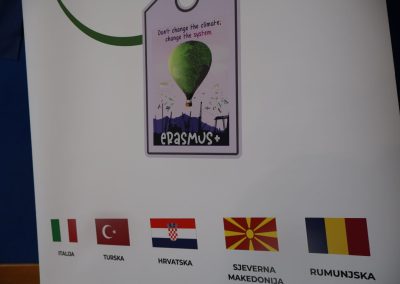 Don't change the climate,
change the system
ERASMUS+
ITALIJA
TURSKA
HRVATSKA
SJEVERNA
MAKEDONIJA
RUMUNJSKA